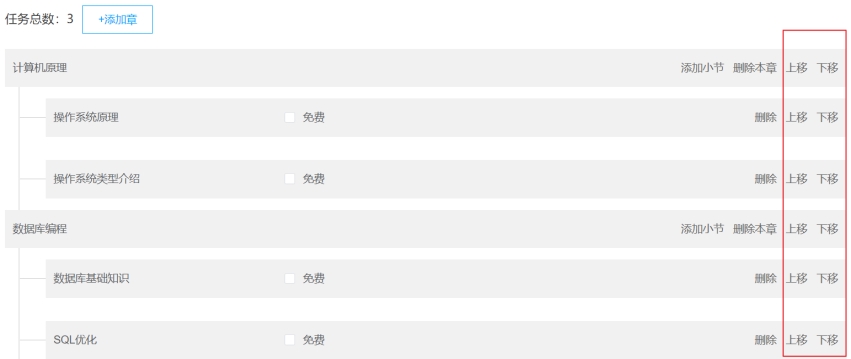 任务总数：3 +添加章
计算机原理 添加小节 删除本章 上移 下移
操作系统原理 免费 删除 上移 下移
操作系统类型介绍 免费 删除 上移 下移
数据库编程 添加小节 删除本章 上移 下移
数据库基础知识 免费 删除 上移 下移
SQL优化 免费 删除 上移 下移